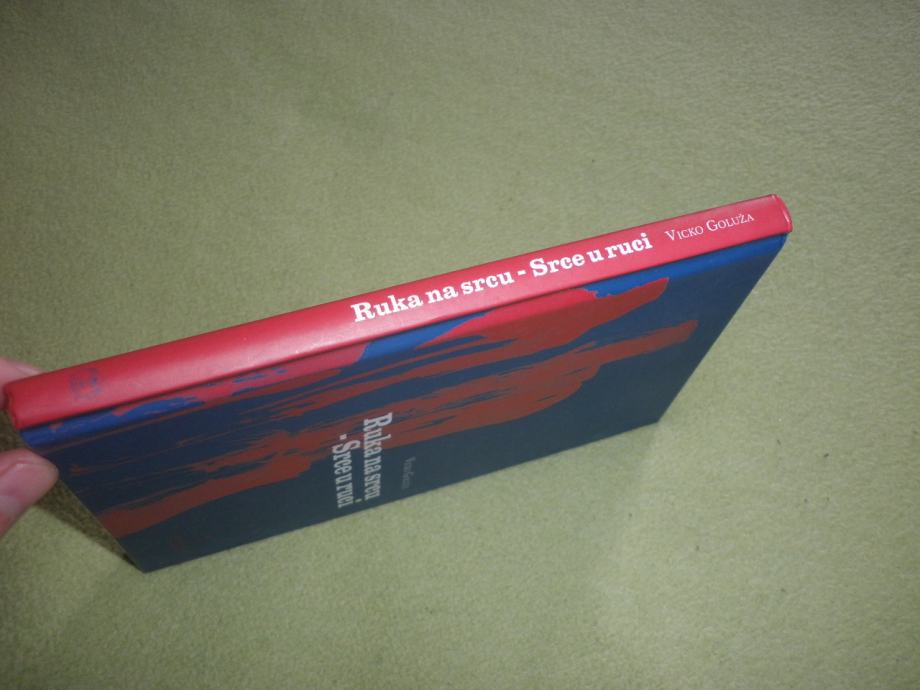 Ruka na srcu - Srce u ruci VICKO GOLUŽA
Ruka na srcu
- Srce u ruci